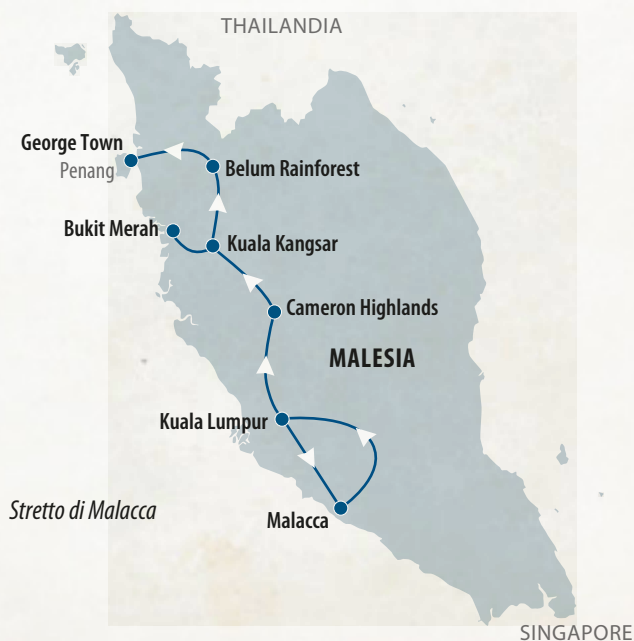 THAILANDIA
George Town
Penang
Belum Rainforest
Bukit Merah
Kuala Kangsar
Cameron Highlands
MALESIA
Kuala Lumpur
Stretto di Malacca
Malacca
SINGAPORE